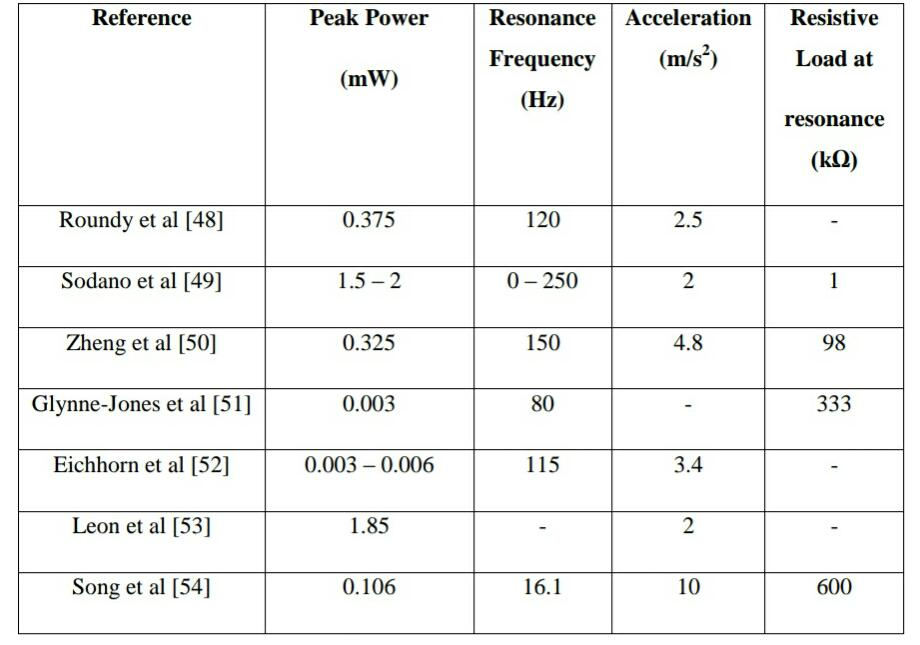 Reference Peak Power Resonance Acceleration Resistive
(mW) Frequency (m/s²) Load at
(Hz) resonance
(kΩ)
Roundy et al [48] 0.375 120 2.5 -
Sodano et al [49] 1.5 – 2 0 – 250 2 1
Zheng et al [50] 0.325 150 4.8 98
Glynne-Jones et al [51] 0.003 80 - 333
Eichhorn et al [52] 0.003 – 0.006 115 3.4 -
Leon et al [53] 1.85 - 2 -
Song et al [54] 0.106 16.1 10 600